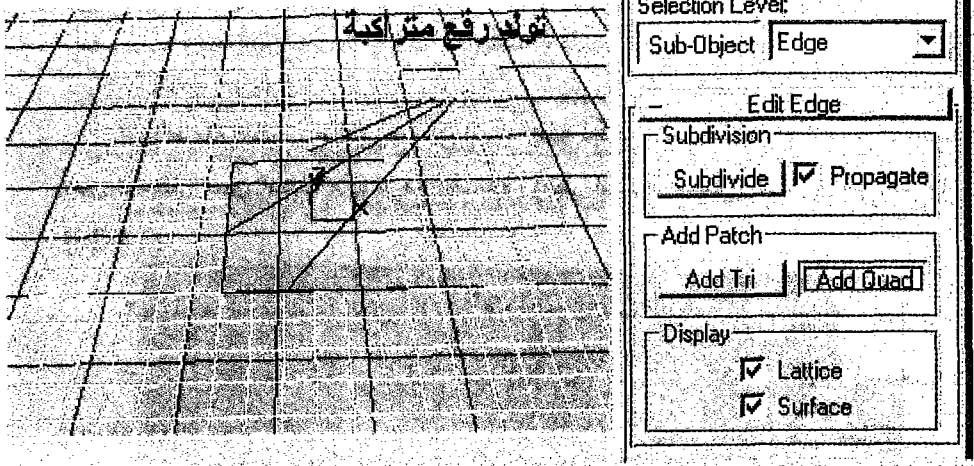 تولد رقع متراكبة
Selection Level:
Sub-Object Edge
Edit Edge
Subdivision
Subdivide Propagate
Add Patch
Add Tri Add Quad
Display
Lattice
Surface